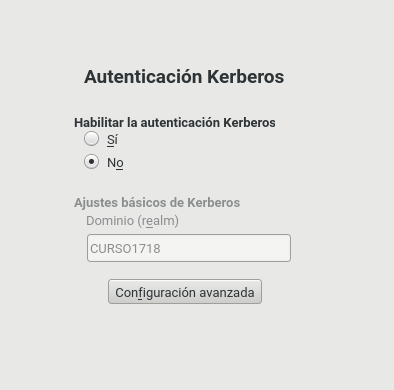 Autenticación Kerberos
Habilitar la autenticación Kerberos
Sí
No
Ajustes básicos de Kerberos
Dominio (realm)
CURSO1718
Configuración avanzada